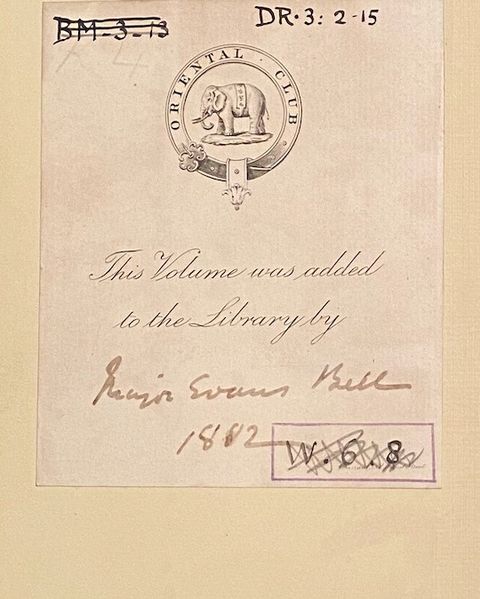 BM-3-13
DR·3:2-15
ORIENTAL · CLUB
This Volume was added
to the Library by
Major Evans Bell
1882
W.6.8